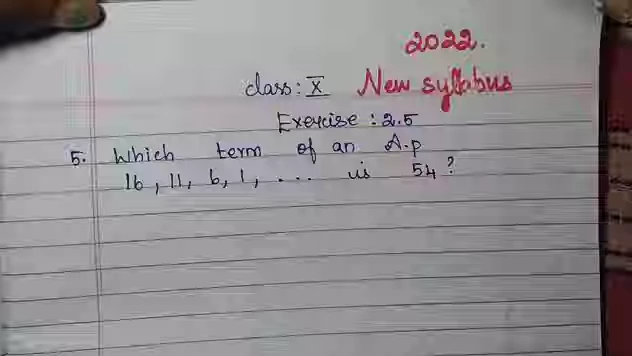 2022.
class: X New syllabus
Exercise : 2.5
5. Which term of an A.p
16, 11, 6, 1, ... is 54?